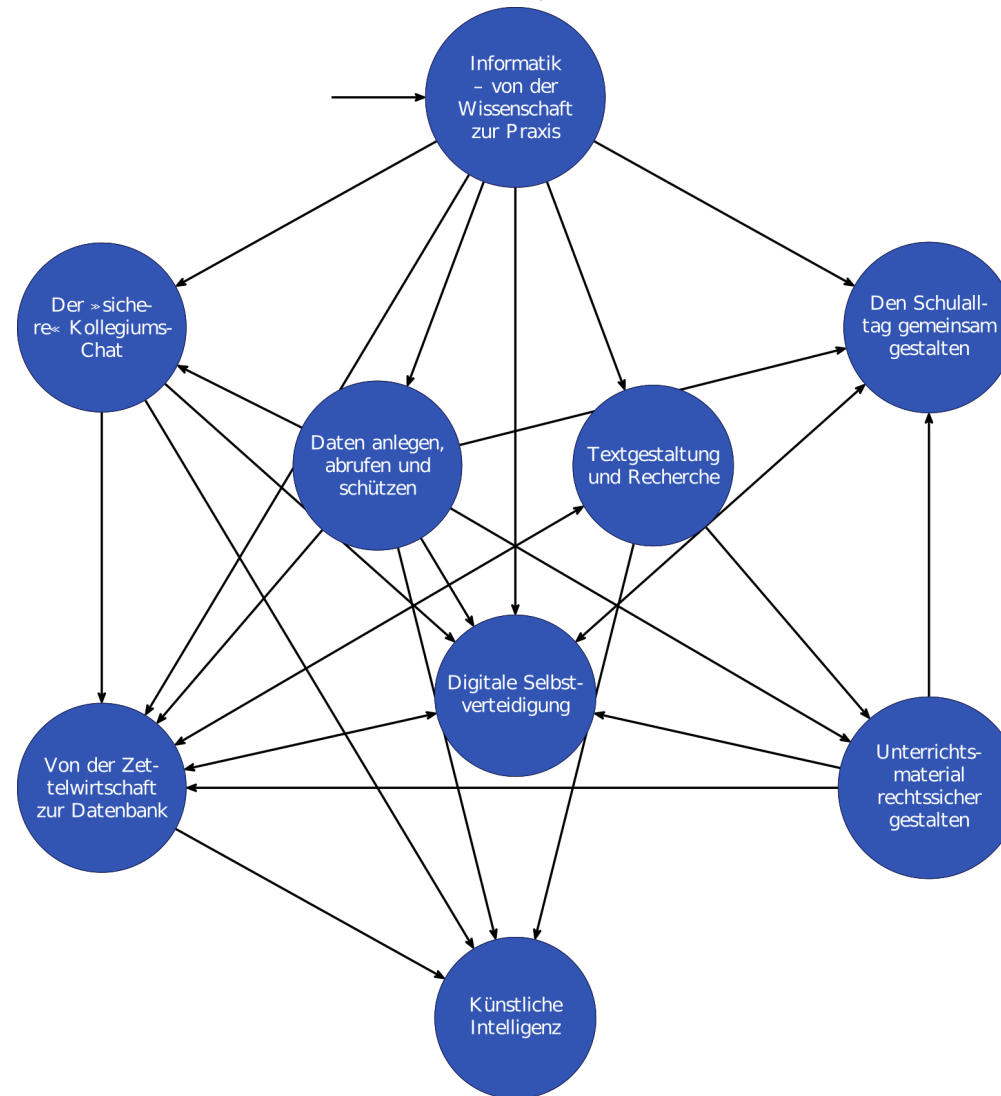 Informatik
– von der
Wissenschaft
zur Praxis
Der »siche-
re« Kollegiums-
Chat
Den Schulall-
tag gemeinsam
gestalten
Daten anlegen,
abrufen und
schützen
Textgestaltung
und Recherche
Digitale Selbst-
verteidigung
Von der Zet-
telwirtschaft
zur Datenbank
Unterrichts-
material
rechtssicher
gestalten
Künstliche
Intelligenz